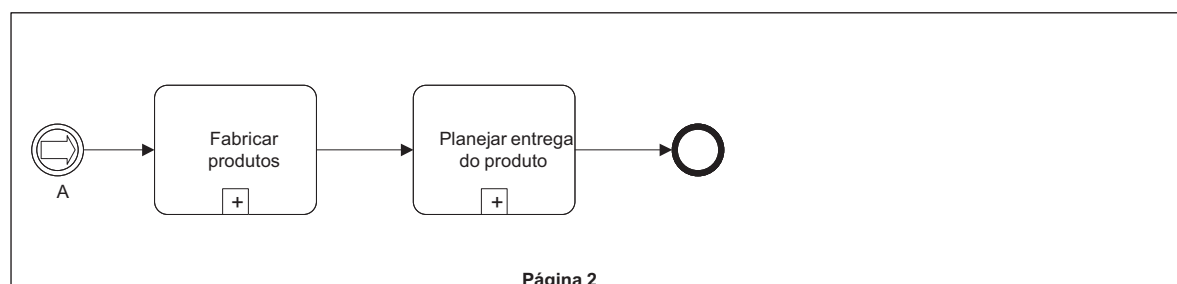 Fabricar
produtos
Planejar entrega
do produto
A
+
+
Página 2